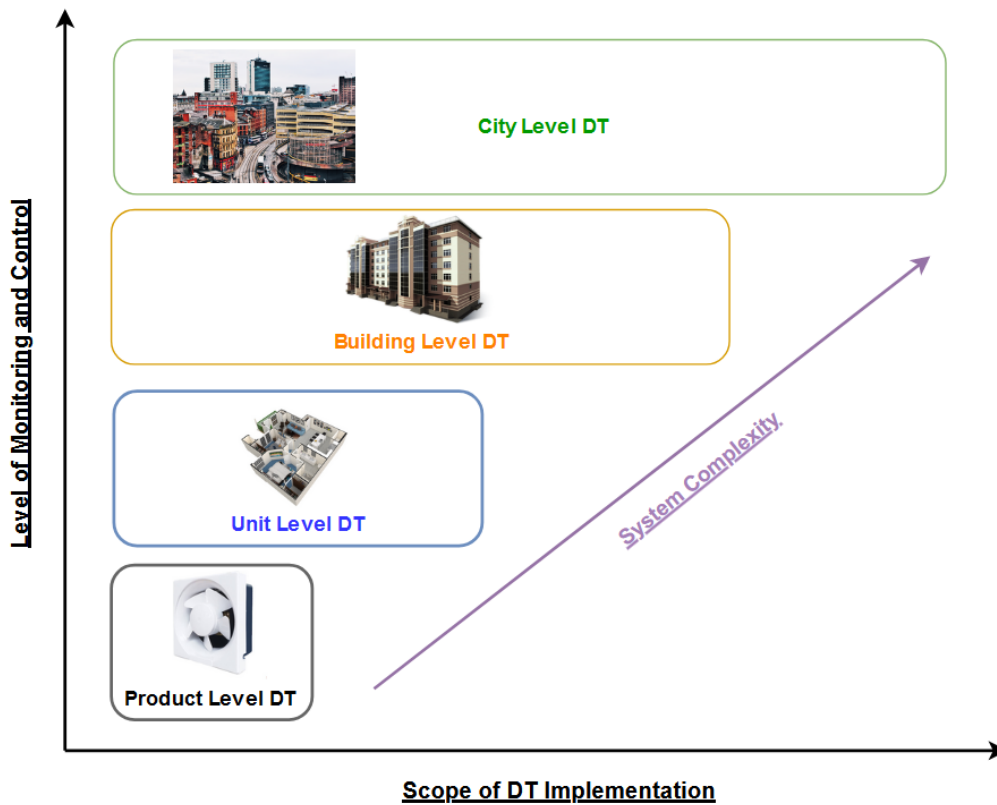 Level of Monitoring and Control
City Level DT
Building Level DT
Unit Level DT
Product Level DT
System Complexity
Scope of DT Implementation